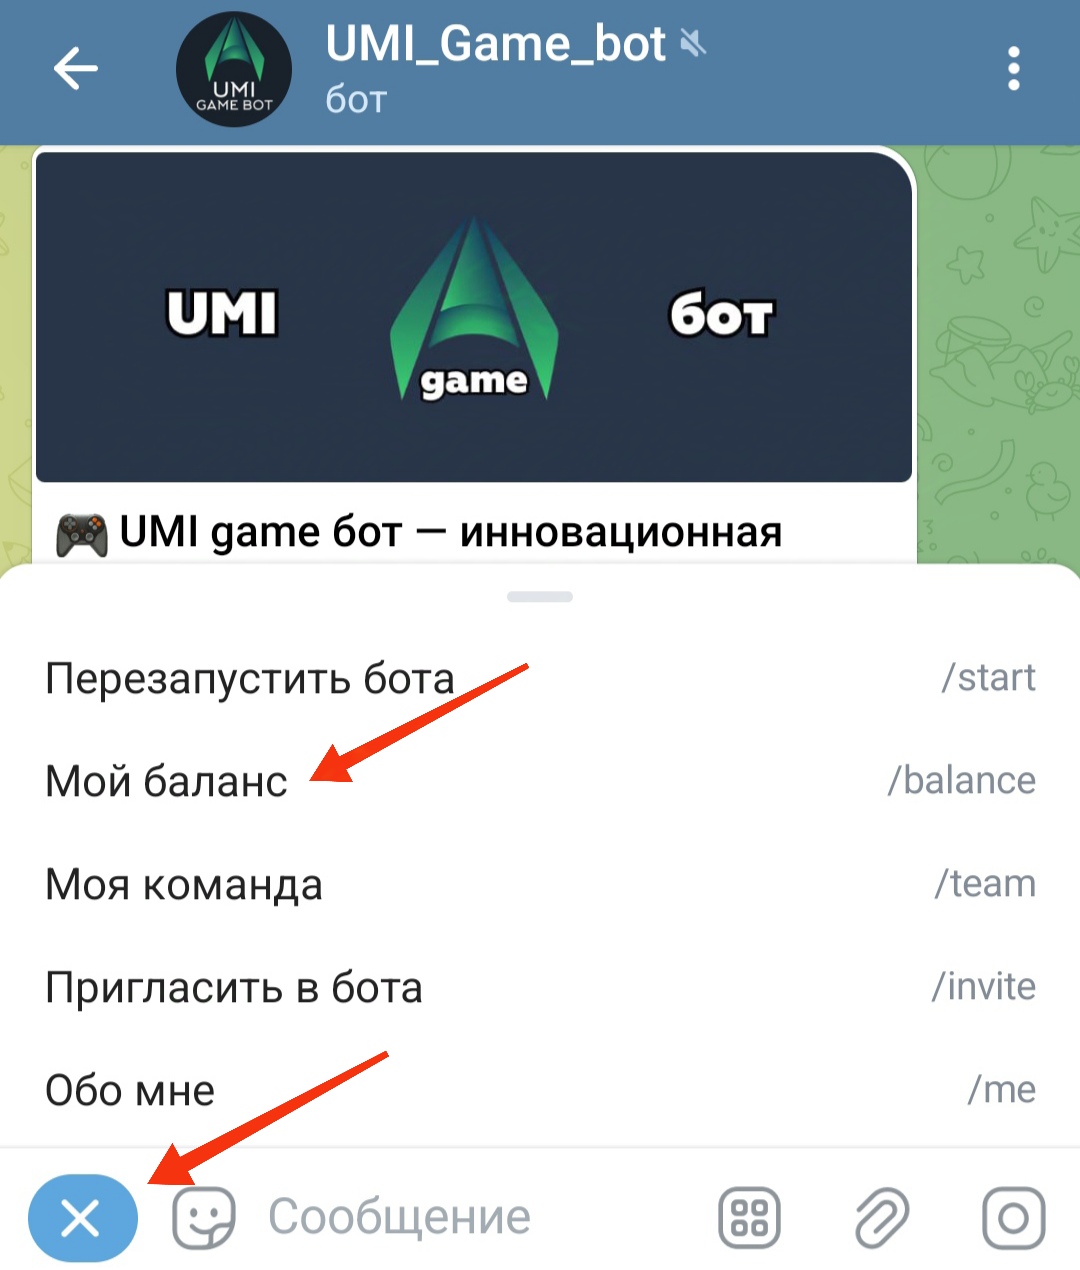 UMI_Game_bot
бот
UMI
GAME BOT
UMI
game
бот
UMI game бот — инновационная
Перезапустить бота /start
Мой баланс /balance
Моя команда /team
Пригласить в бота /invite
Обо мне /me
Сообщение